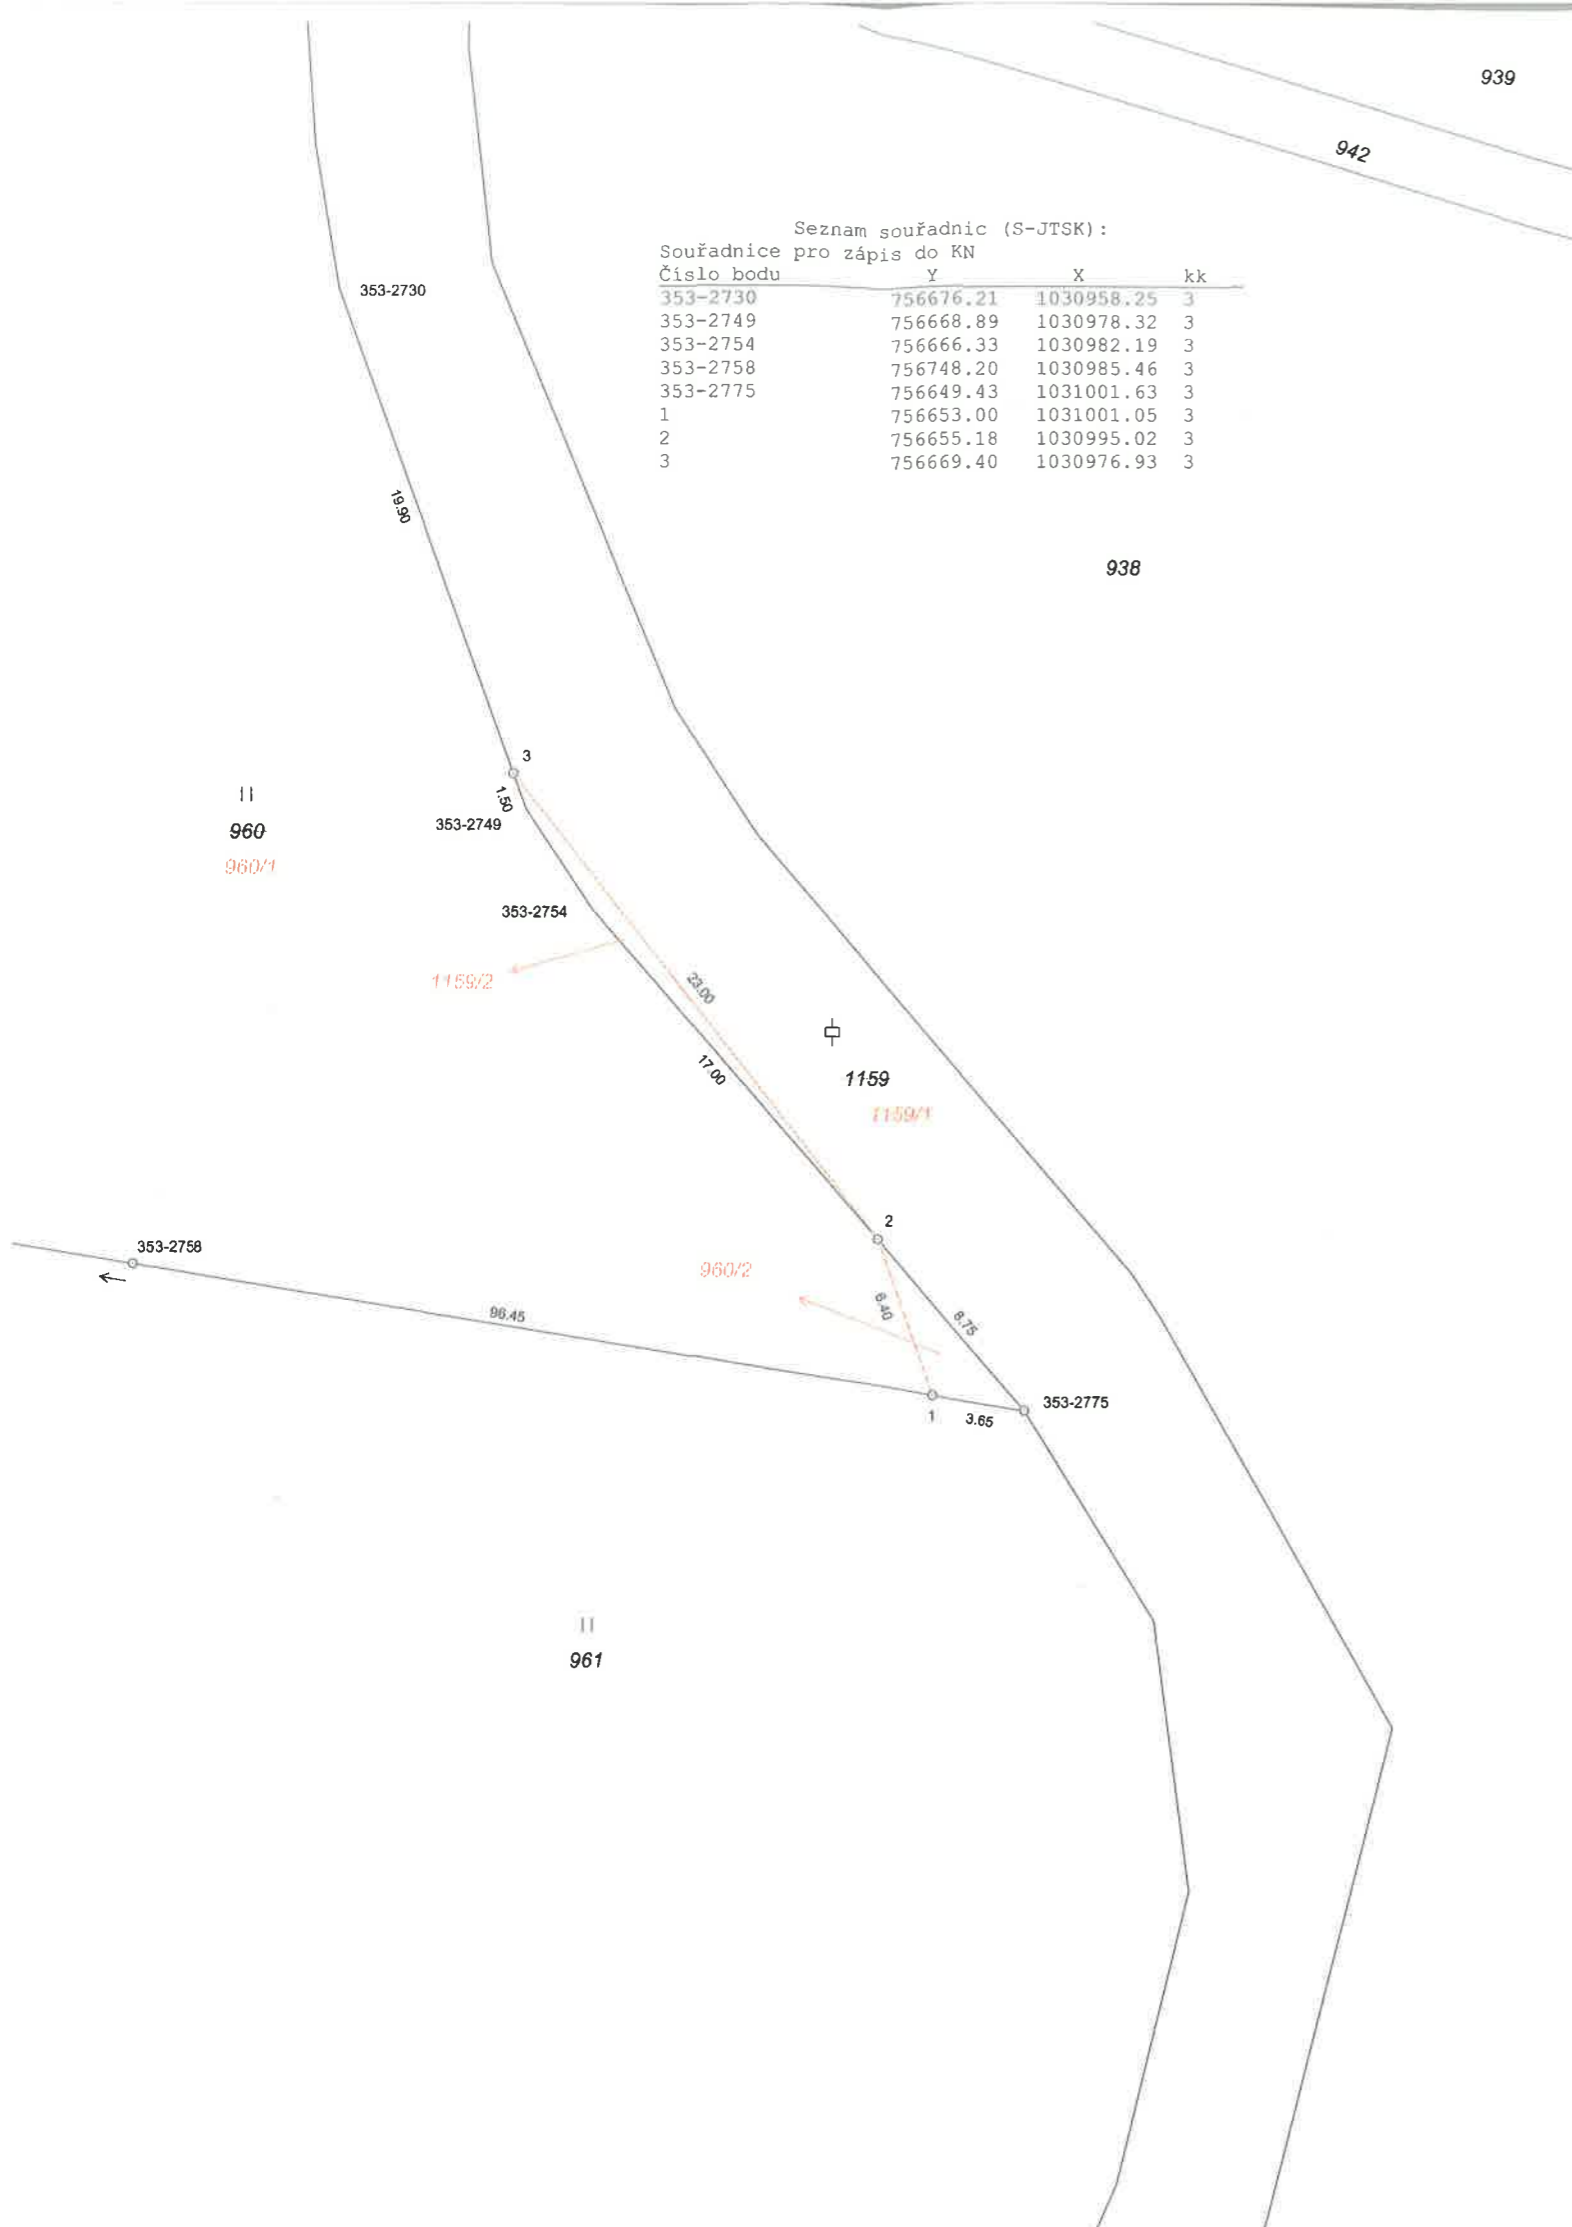 939
942
Seznam souřadnic (S-JTSK):
Souřadnice pro zápis do KN
Číslo bodu Y X kk
353-2730 756676.21 1030958.25 3
353-2749 756668.89 1030978.32 3
353-2754 756666.33 1030982.19 3
353-2758 756748.20 1030985.46 3
353-2775 756649.43 1031001.63 3
1 756653.00 1031001.05 3
2 756655.18 1030995.02 3
3 756669.40 1030976.93 3
353-2730
19.90
938
3
1.50
353-2749
960
960/1
353-2754
1159/2
23.00
17.00
1159
1159/1
2
353-2758
960/2
96.45
6.40
8.75
353-2775
1
3.65
961